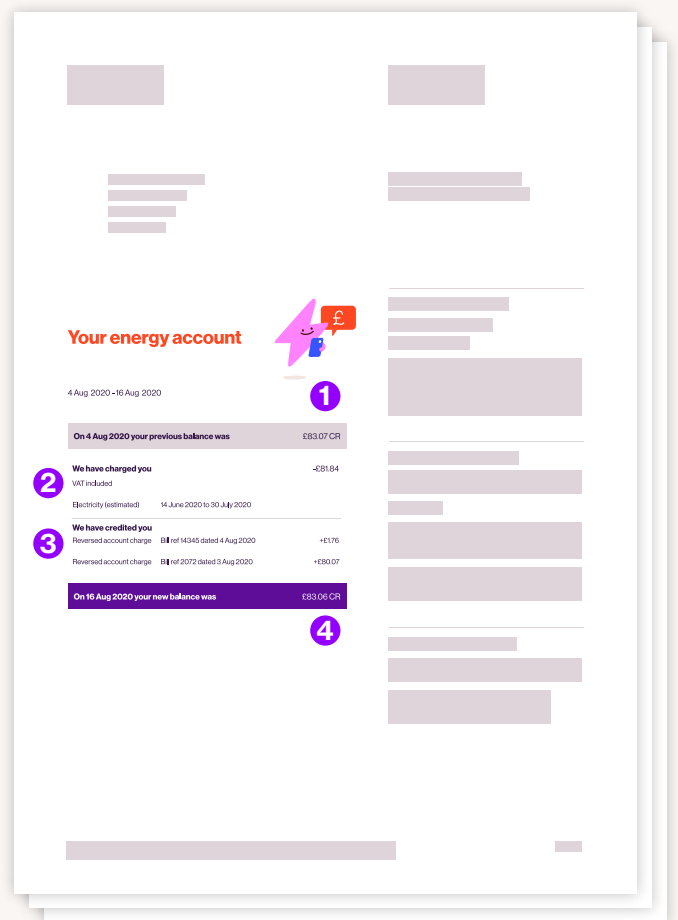 Your energy account
£
4 Aug 2020 - 16 Aug 2020
1
On 4 Aug 2020 your previous balance was £83.07 CR
2
We have charged you -£81.84
VAT included
Electricity (estimated) 14 June 2020 to 30 July 2020
3
We have credited you
Reversed account charge Bill ref 14345 dated 4 Aug 2020 +£1.76
Reversed account charge Bill ref 2072 dated 3 Aug 2020 +£80.07
On 16 Aug 2020 your new balance was £83.06 CR
4